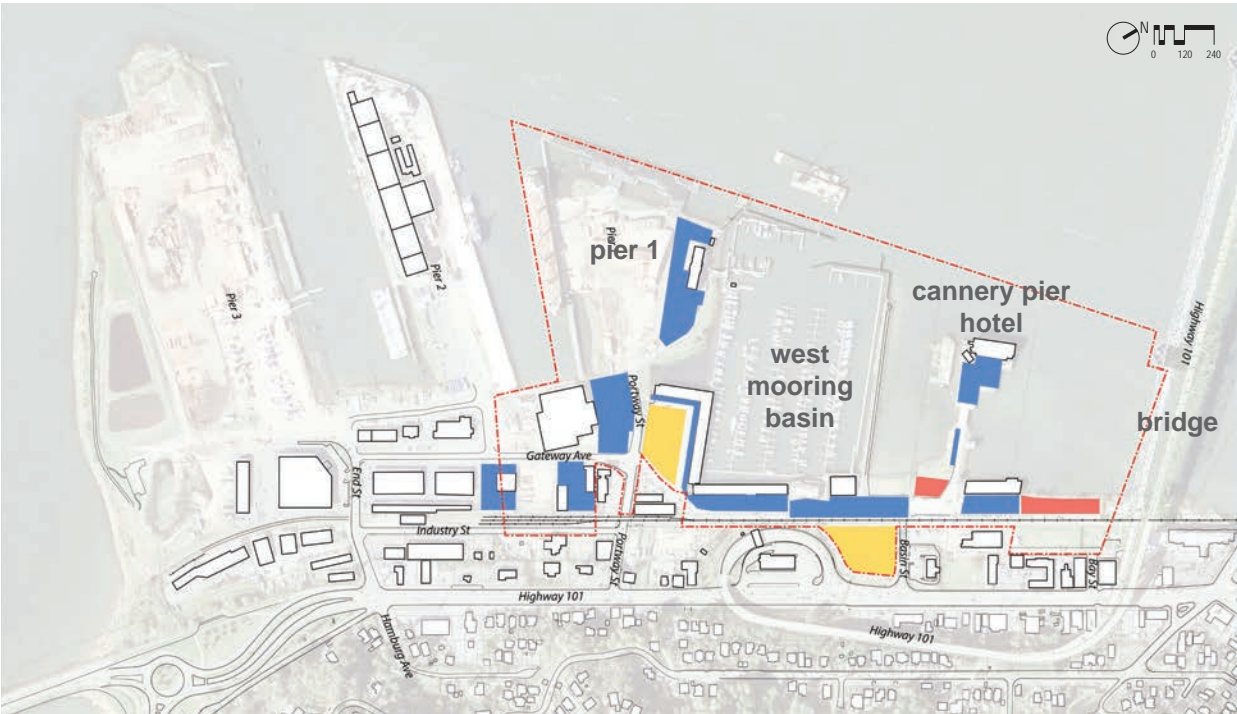 N
0 120 240
pier 1
Pier 2
Pier 3
cannery pier
hotel
west
mooring
basin
Highway 101
bridge
Portway St
Gateway Ave
End St
Industry St
Portway St
Basin St
Bay St
Highway 101
Highway 101
Hamburg Ave